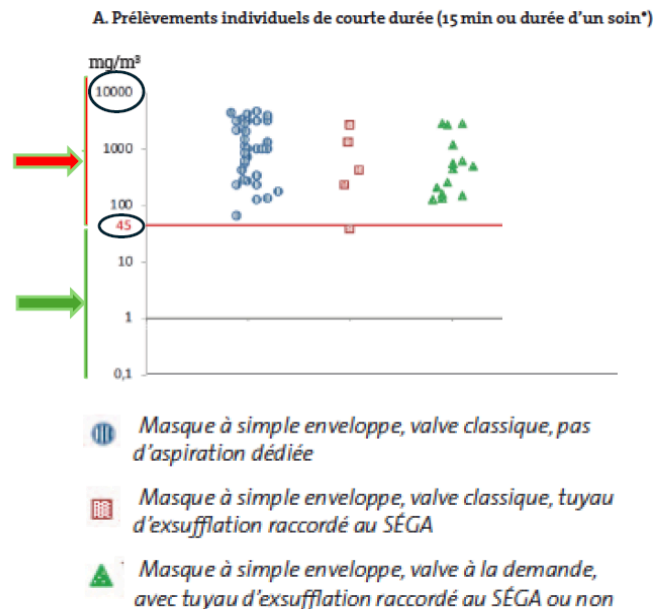 A. Prélèvements individuels de courte durée (15 min ou durée d’un soin*)
mg/m³
10000
1000
100
45
10
1
0,1
Masque à simple enveloppe, valve classique, pas
d’aspiration dédiée
Masque à simple enveloppe, valve classique, tuyau
d’exsufflation raccordé au SÉGA
Masque à simple enveloppe, valve à la demande,
avec tuyau d’exsufflation raccordé au SÉGA ou non